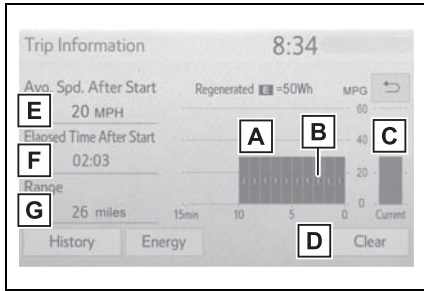 Trip Information 8:34
Avg. Spd. After Start Regenerated E =50Wh MPG
E 20 MPH 60
Elapsed Time After Start A B C 40
F 02:03 20
Range
G 26 miles 15min 10 5 0 0 Current
History Energy D Clear